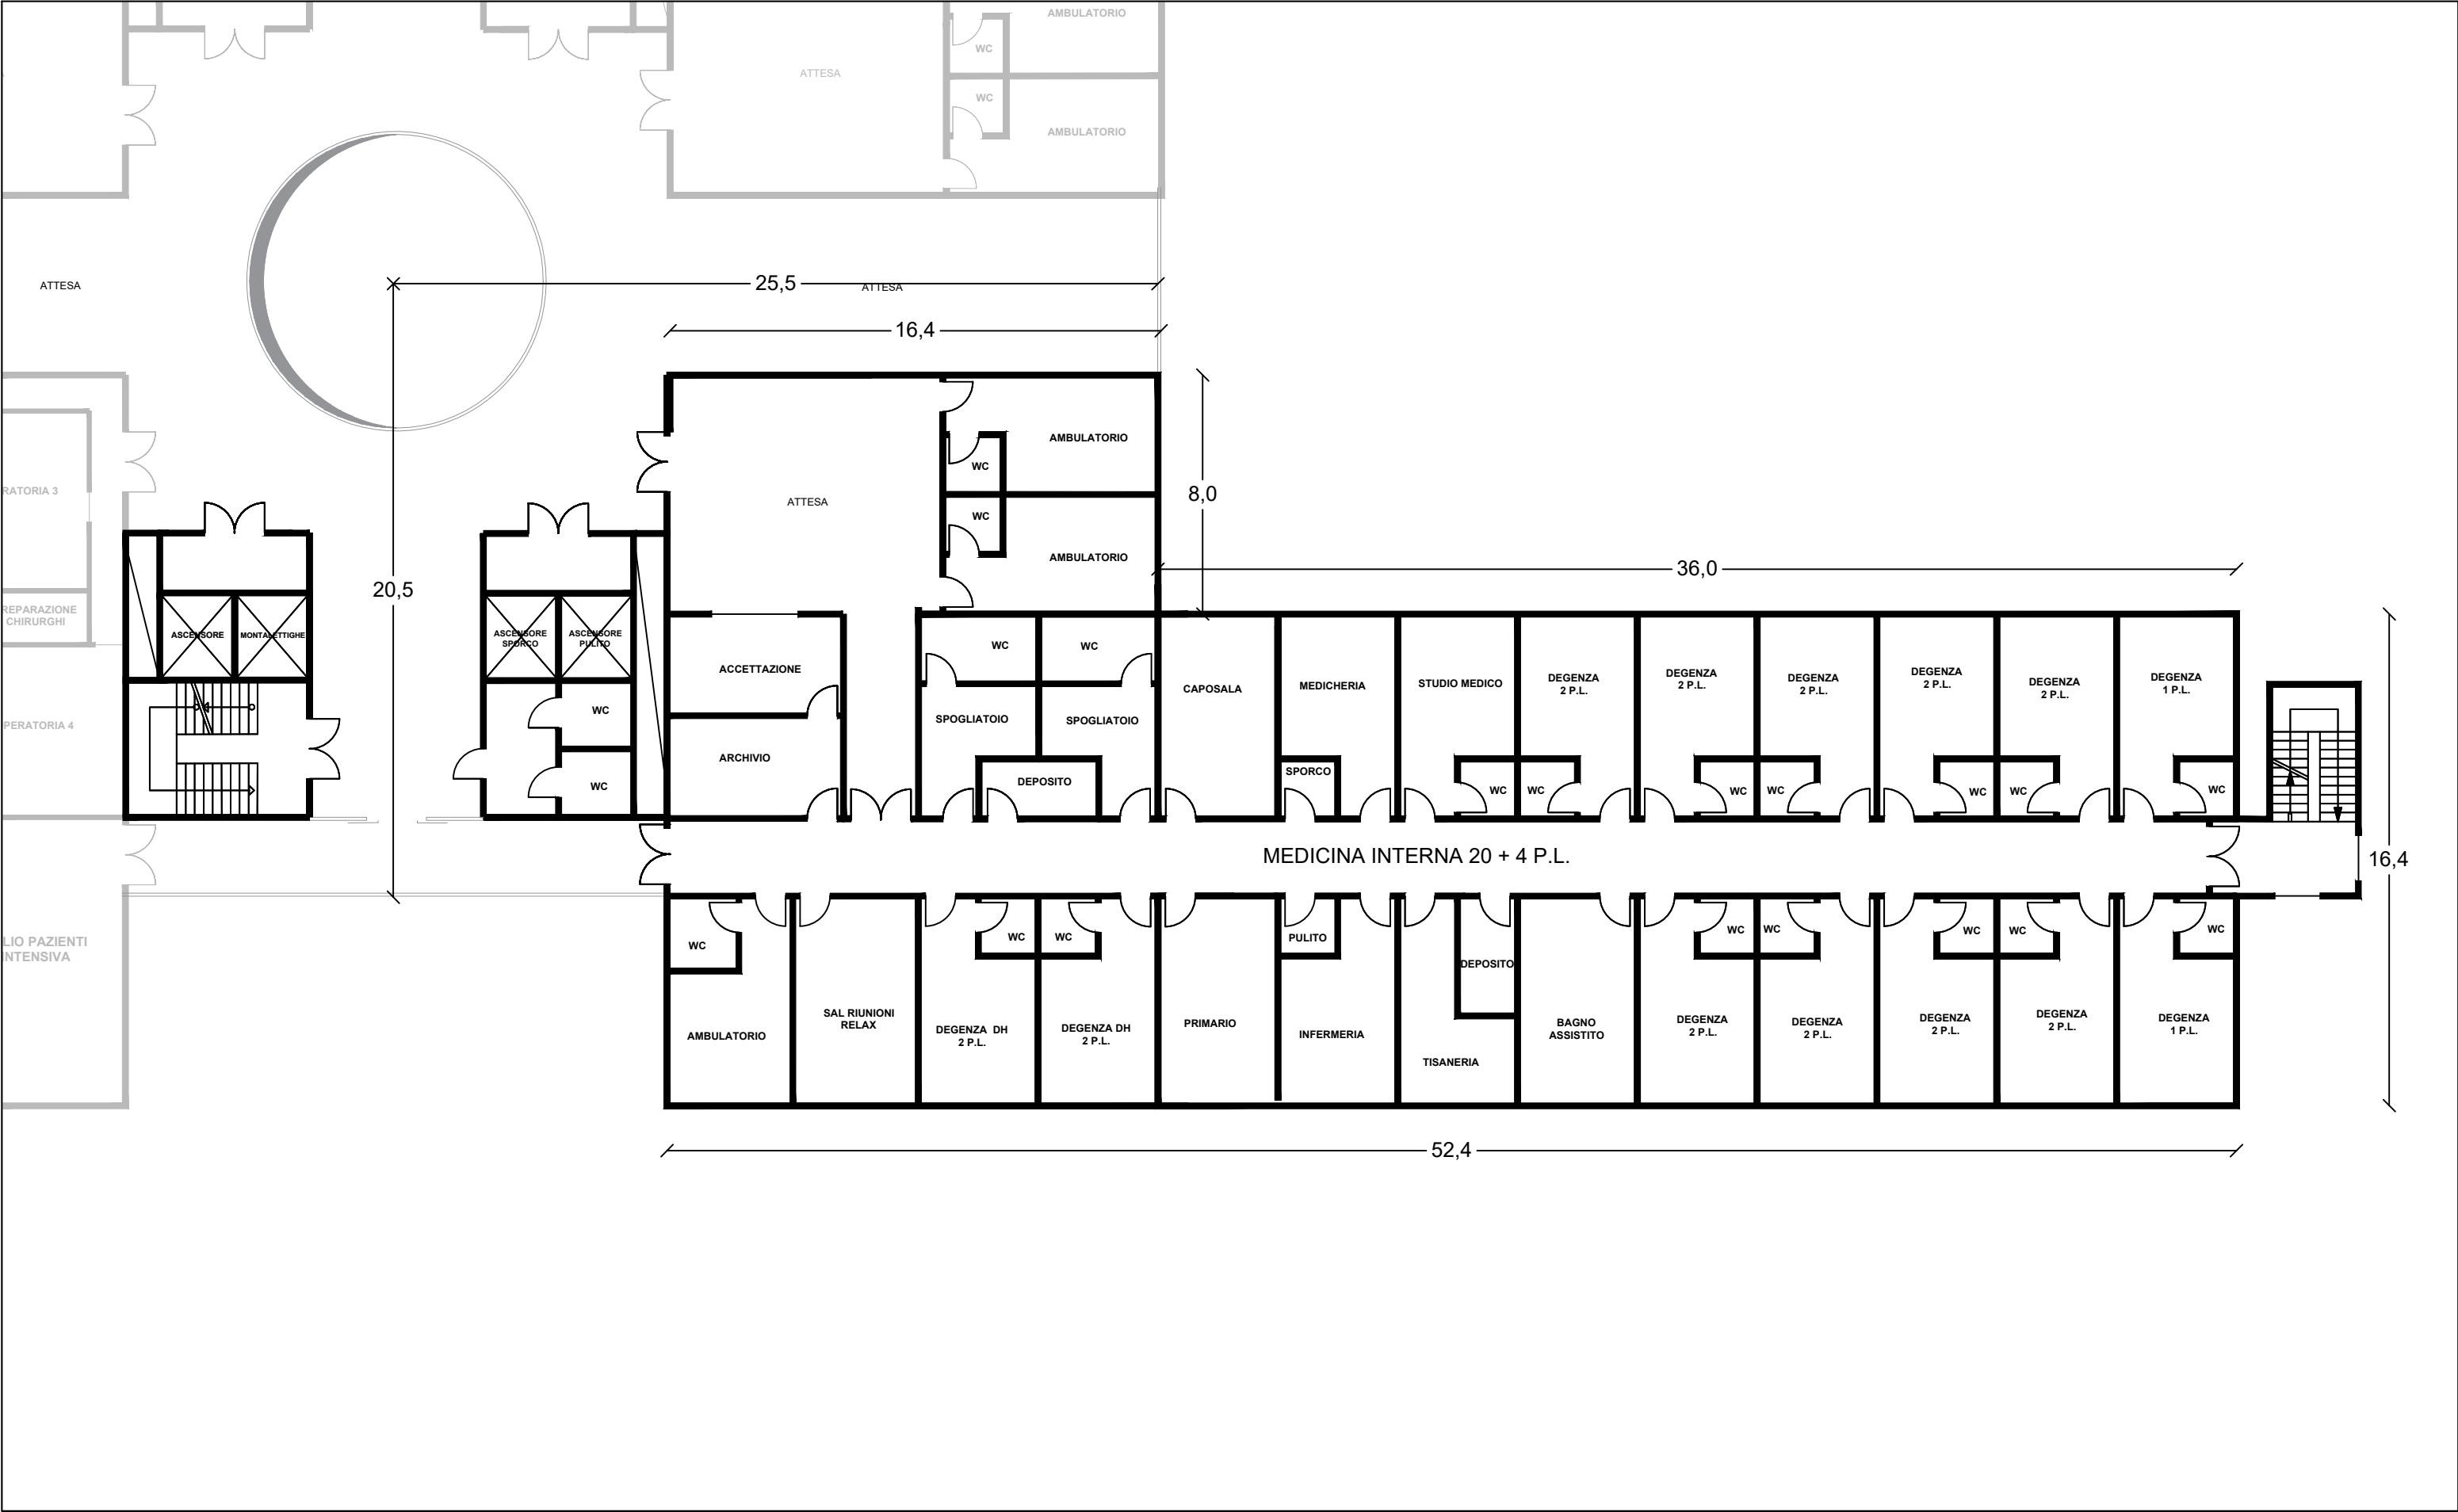 AMBULATORIO
WC
ATTESA
WC
AMBULATORIO
ATTESA
25,5
ATTESA
16,4
AMBULATORIO
WC
RATORIA 3
8,0
ATTESA
WC
AMBULATORIO
36,0
20,5
REPARAZIONE
CHIRURGHI
ASCENSORE
MONTALETTIGHE
ASCENSORE
SPORCO
ASCENSORE
PULITO
WC
WC
ACCETTAZIONE
CAPOSALA
MEDICHERIA
STUDIO MEDICO
DEGENZA
2 P.L.
DEGENZA
2 P.L.
DEGENZA
2 P.L.
DEGENZA
2 P.L.
DEGENZA
2 P.L.
DEGENZA
1 P.L.
WC
SPOGLIATOIO
SPOGLIATOIO
PERATORIA 4
ARCHIVIO
SPORCO
DEPOSITO
WC
WC
WC
WC
WC
WC
WC
WC
MEDICINA INTERNA 20 + 4 P.L.
16,4
LIO PAZIENTI
INTENSIVA
WC
WC
WC
PULITO
WC
WC
WC
WC
WC
DEPOSITO
AMBULATORIO
SAL RIUNIONI
RELAX
DEGENZA DH
2 P.L.
DEGENZA DH
2 P.L.
PRIMARIO
INFERMERIA
TISANERIA
BAGNO
ASSISTITO
DEGENZA
2 P.L.
DEGENZA
2 P.L.
DEGENZA
2 P.L.
DEGENZA
2 P.L.
DEGENZA
1 P.L.
52,4